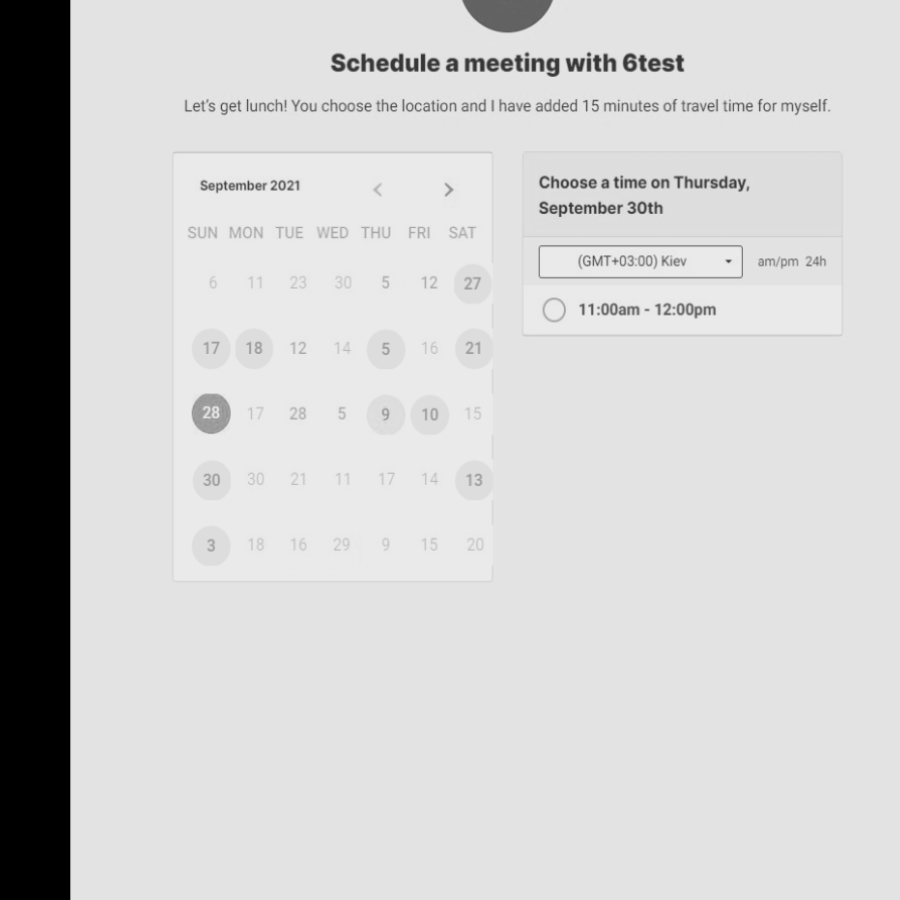 Schedule a meeting with 6test
Let's get lunch! You choose the location and I have added 15 minutes of travel time for myself.
September 2021
SUN MON TUE WED THU FRI SAT
6 11 23 30 5 12 27
17 18 12 14 5 16 21
28 17 28 5 9 10 15
30 30 21 11 17 14 13
3 18 16 29 9 15 20
Choose a time on Thursday,
September 30th
(GMT+03:00) Kiev am/pm 24h
11:00am - 12:00pm